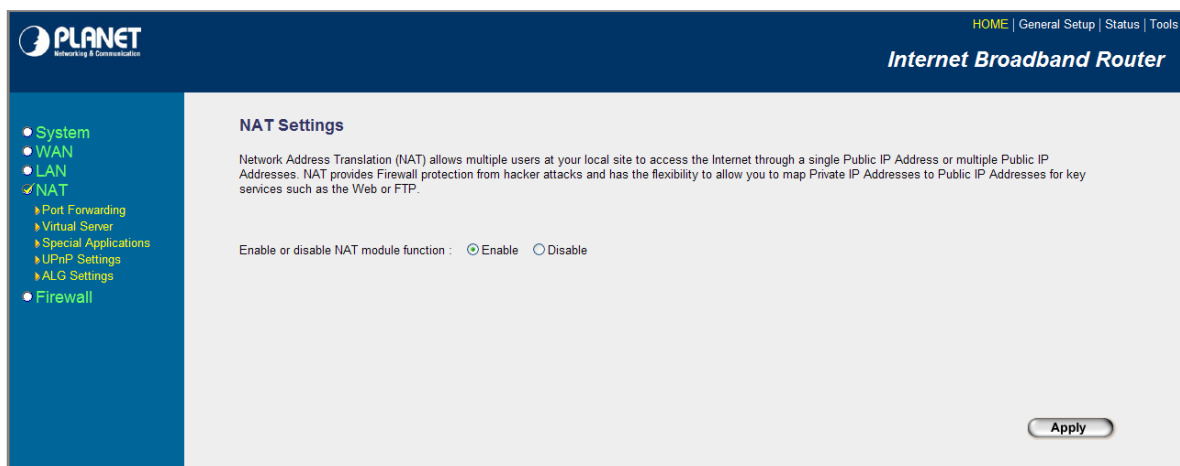 PLANET
Networking & Communication
HOME | General Setup | Status | Tools
Internet Broadband Router
System
WAN
LAN
NAT
Port Forwarding
Virtual Server
Special Applications
UPnP Settings
ALG Settings
Firewall
NAT Settings
Network Address Translation (NAT) allows multiple users at your local site to access the Internet through a single Public IP Address or multiple Public IP
Addresses. NAT provides Firewall protection from hacker attacks and has the flexibility to allow you to map Private IP Addresses to Public IP Addresses for key
services such as the Web or FTP.
Enable or disable NAT module function : Enable Disable
Apply